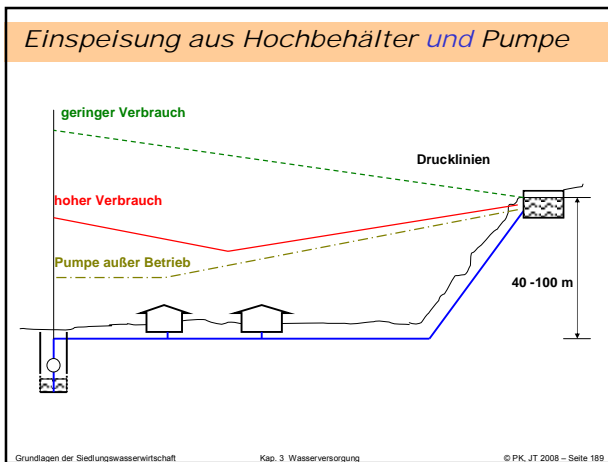 Einspeisung aus Hochbehälter und Pumpe
geringer Verbrauch
Drucklinien
hoher Verbrauch
Pumpe außer Betrieb
40 -100 m
Grundlagen der Siedlungswasserwirtschaft Kap. 3 Wasserversorgung © PK, JT 2008 – Seite 189